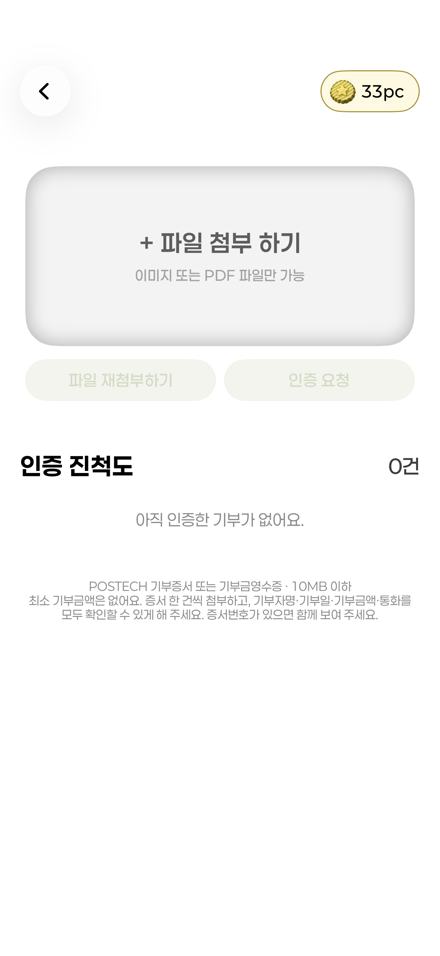 33pc
+ 파일 첨부 하기
이미지 또는 PDF 파일만 가능
파일 재첨부하기
인증 요청
인증 진척도
0건
아직 인증한 기부가 없어요.
POSTECH 기부증서 또는 기부금영수증 · 10MB 이하
최소 기부금액은 없어요. 증서 한 건씩 첨부하고, 기부자명·기부일·기부금액·통화를
모두 확인할 수 있게 해 주세요. 증서번호가 있으면 함께 보여 주세요.